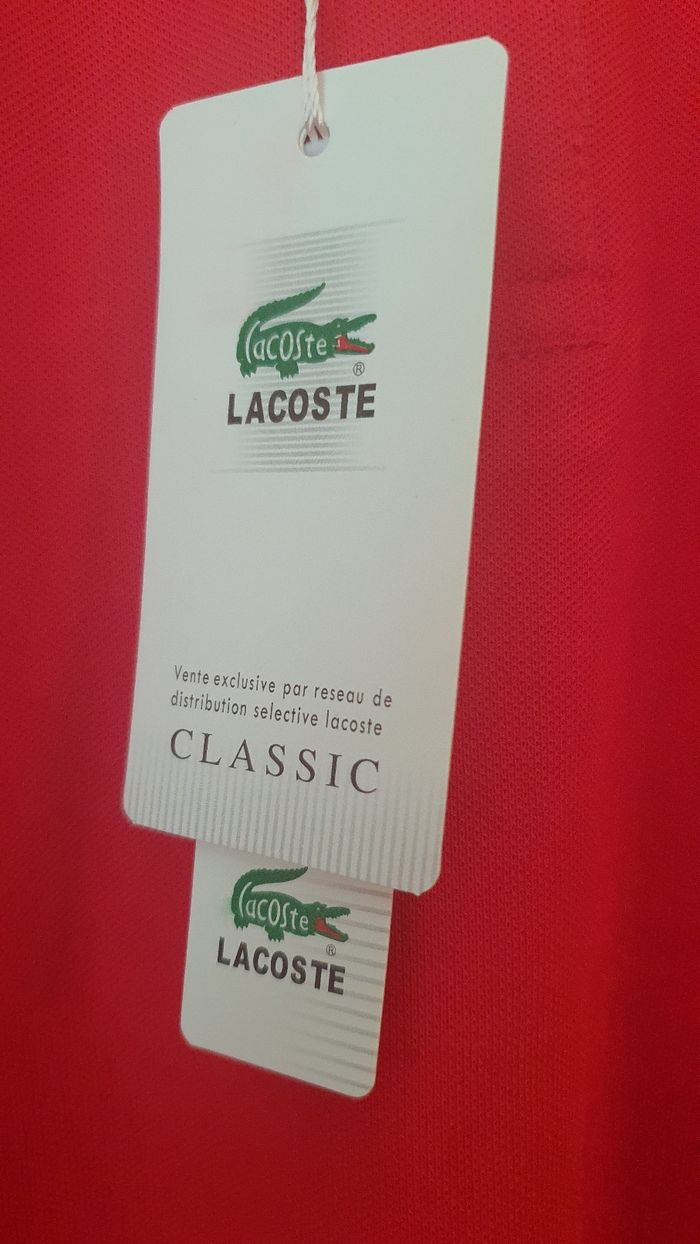 Lacoste
®
LACOSTE
Vente exclusive par reseau de
distribution selective lacoste
CLASSIC
Lacoste
®
LACOSTE